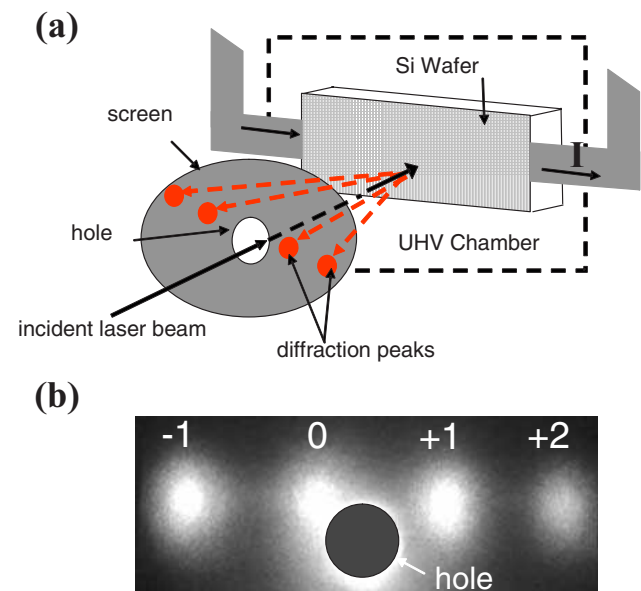 (a)
Si Wafer
screen
I
hole
UHV Chamber
incident laser beam
diffraction peaks
(b)
-1 0 +1 +2
hole